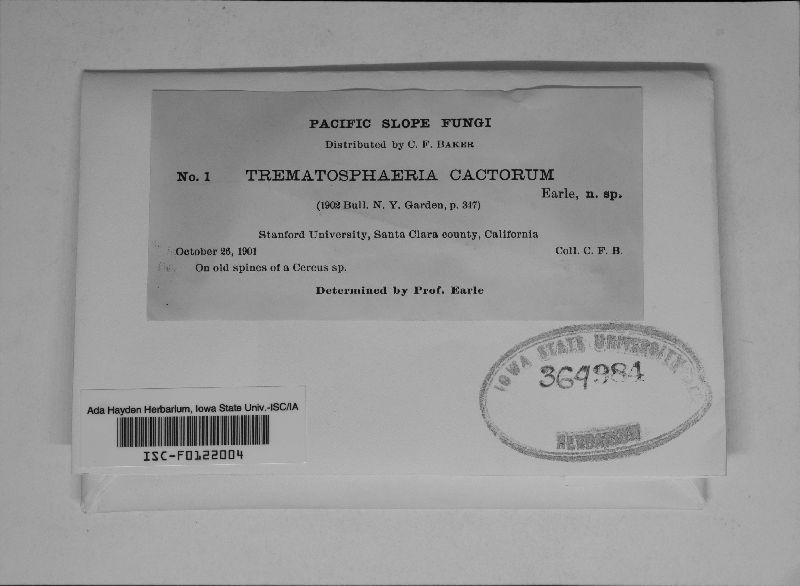 PACIFIC SLOPE FUNGI
Distributed by C. F. BAKER
No. 1 TREMATOSPHAERIA CACTORUM
Earle, n. sp.
(1902 Bull. N. Y. Garden, p. 347)
Stanford University, Santa Clara county, California
October 26, 1901 Coll. C. F. B.
On old spines of a Cereus sp.
Determined by Prof. Earle
IOWA STATE UNIVERSITY
364984
HERBARIUM
Ada Hayden Herbarium, Iowa State Univ.-ISC/IA
ISC-F0122004